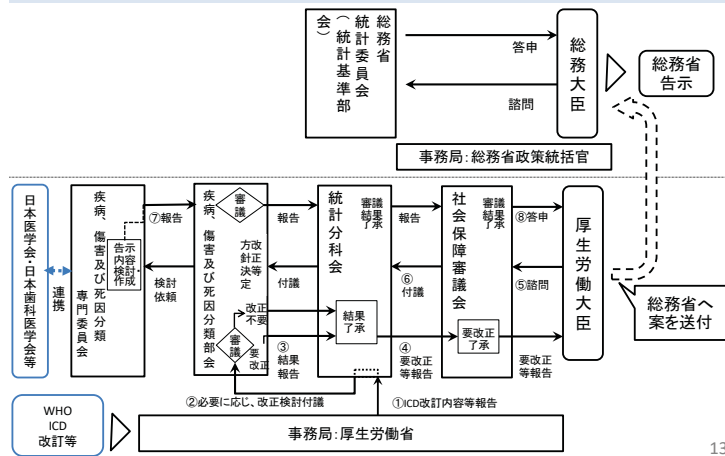 総務省
統計委員会
(統計基準部会)
答申
諮問
総務大臣
総務省
告示
事務局:総務省政策統括官
日本医学会・日本歯科医学会等
連携
疾病、傷害及び死因分類
専門委員会
告示
内容
検討・
作成
⑦報告
検討
依頼
疾病、傷害及び死因分類部会
審議
改正等
方針
決定
審議
改正
不要
要
改正
報告
付議
③
結果
報告
統計分科会
審議
結果
了承
結果
了承
報告
⑥
付議
④
要改正
等報告
社会保障審議会
審議
結果
了承
要改正
了承
⑧答申
⑤諮問
要改正
等報告
厚生労働大臣
総務省へ
案を送付
②必要に応じ、改正検討付議
①ICD改訂内容等報告
WHO
ICD
改訂等
事務局:厚生労働省
13